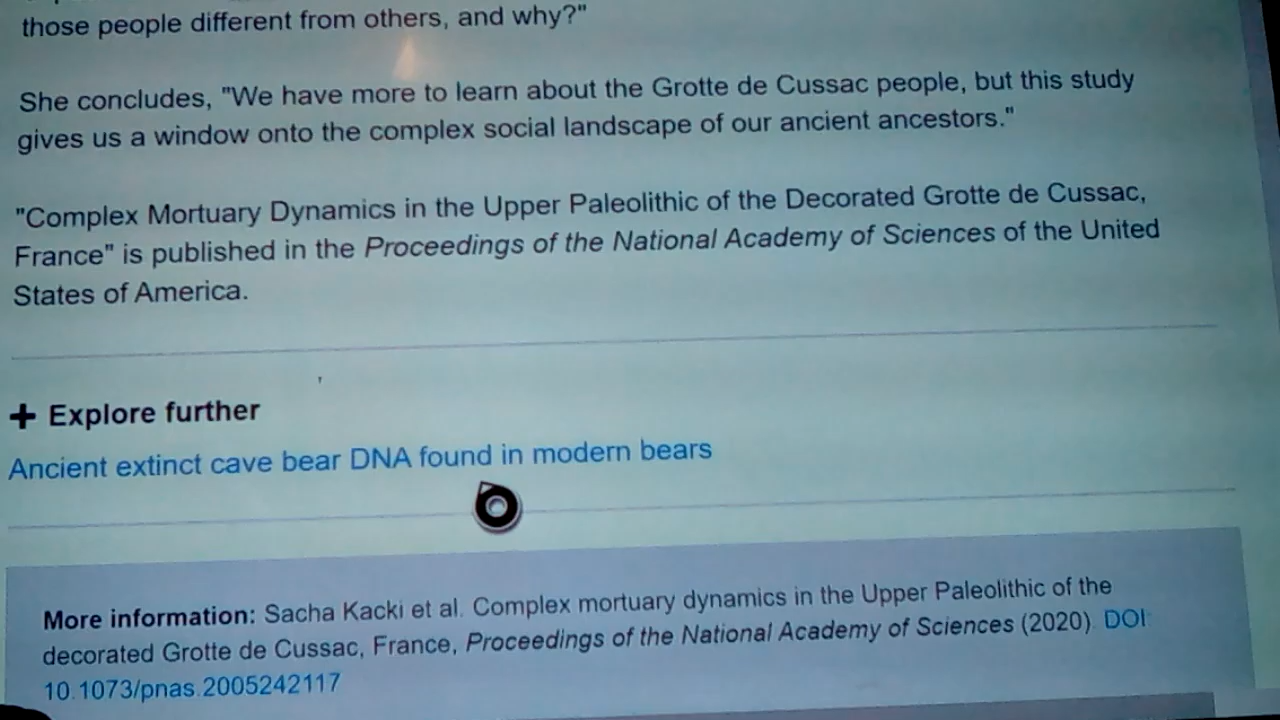 those people different from others, and why?"
She concludes, "We have more to learn about the Grotte de Cussac people, but this study
gives us a window onto the complex social landscape of our ancient ancestors."
"Complex Mortuary Dynamics in the Upper Paleolithic of the Decorated Grotte de Cussac,
France" is published in the Proceedings of the National Academy of Sciences of the United
States of America.
+ Explore further
Ancient extinct cave bear DNA found in modern bears
More information: Sacha Kacki et al. Complex mortuary dynamics in the Upper Paleolithic of the
decorated Grotte de Cussac, France, Proceedings of the National Academy of Sciences (2020). DOI:
10.1073/pnas.2005242117